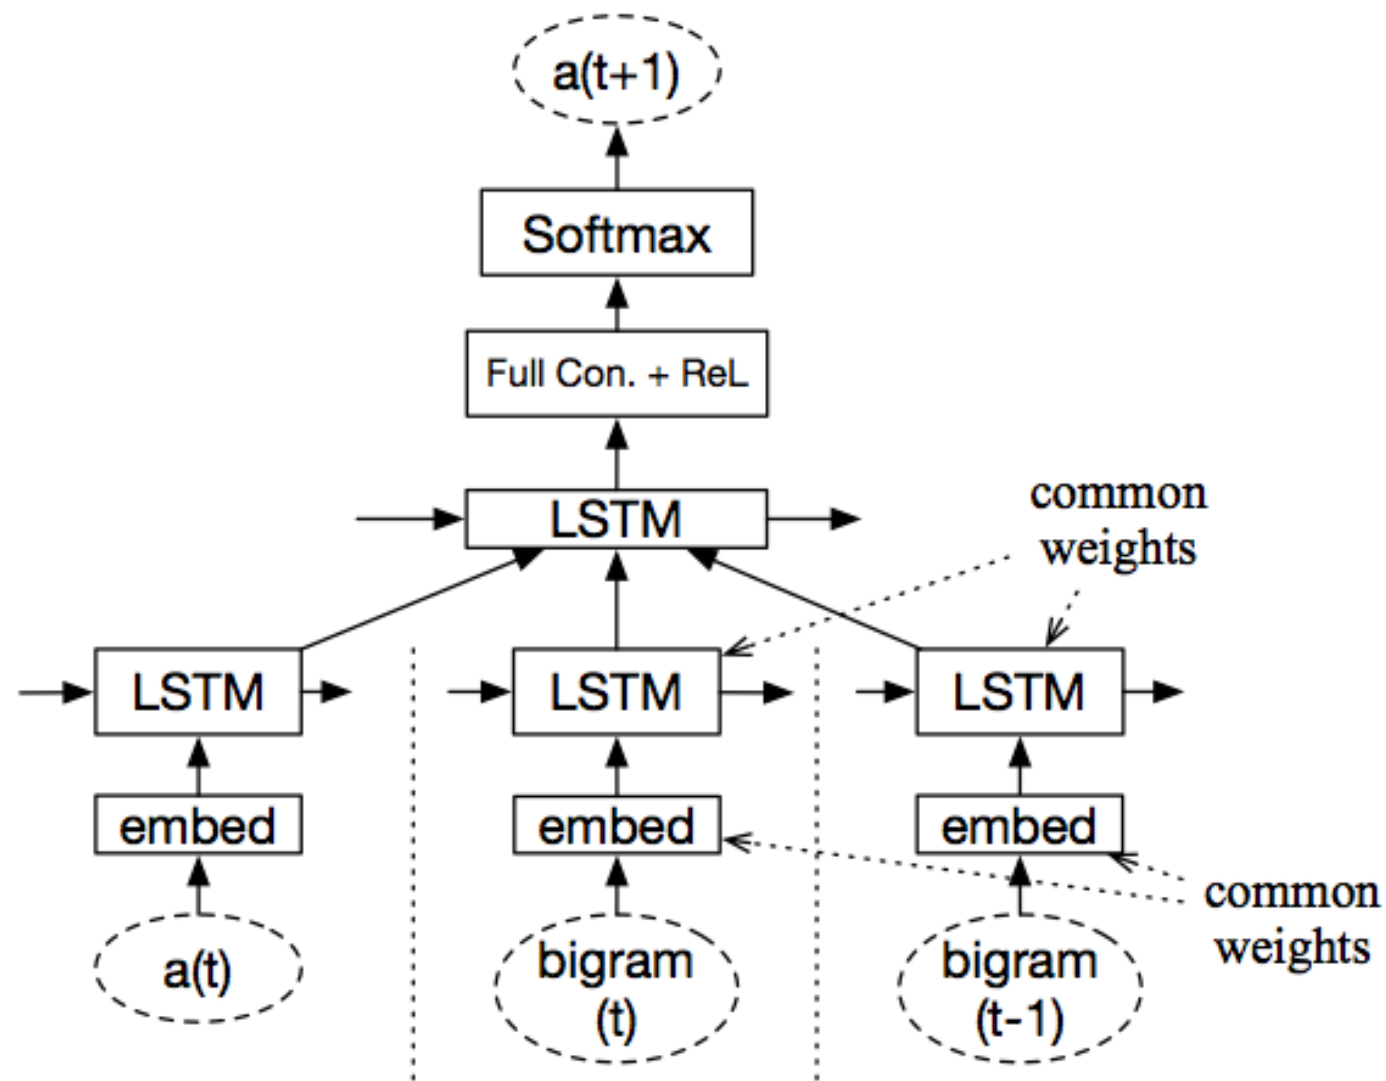 a(t+1)
Softmax
Full Con. + ReL
LSTM
common
weights
LSTM
LSTM
LSTM
embed
embed
embed
common
weights
a(t)
bigram
(t)
bigram
(t-1)